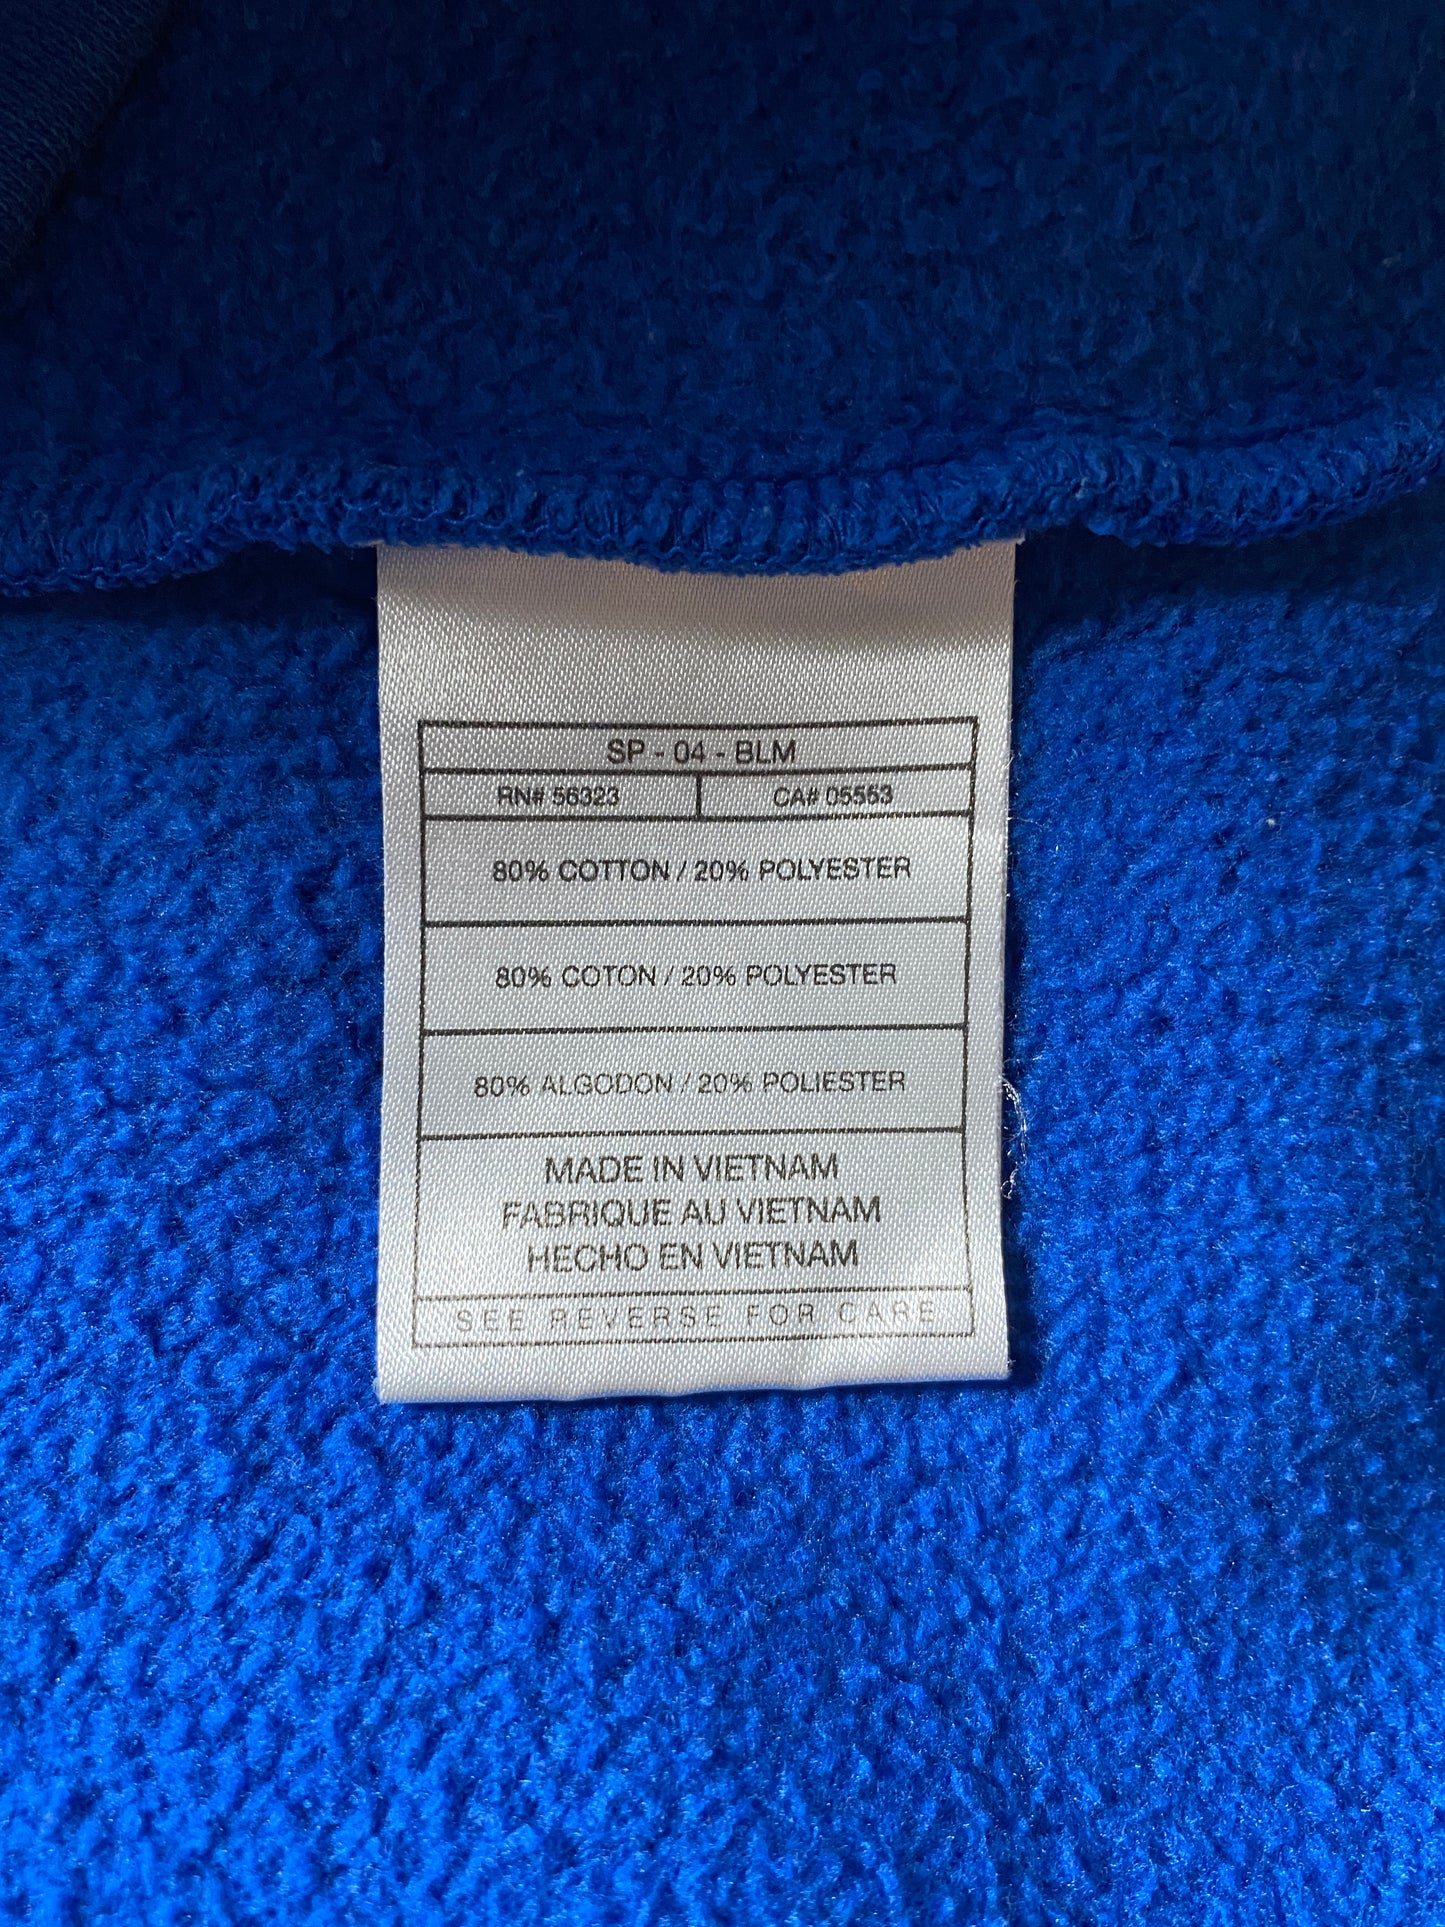 SP - 04 - BLM
RN# 56323 CA# 05553
80% COTTON / 20% POLYESTER
80% COTON / 20% POLYESTER
80% ALGODON / 20% POLIESTER
MADE IN VIETNAM
FABRIQUE AU VIETNAM
HECHO EN VIETNAM
SEE REVERSE FOR CARE